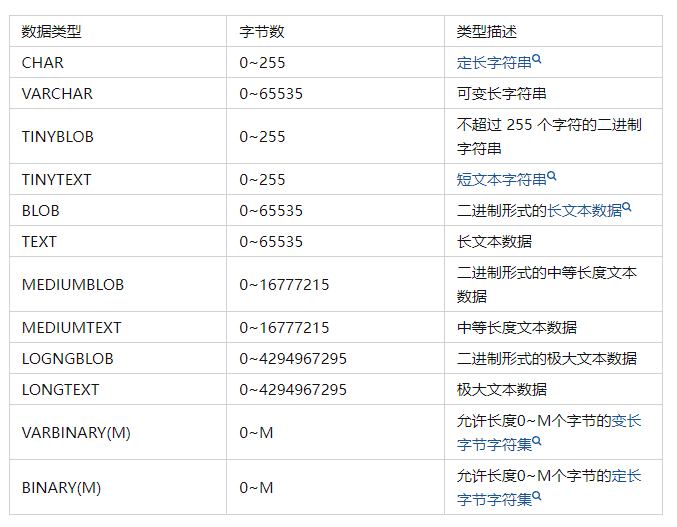 数据类型 字节数 类型描述
CHAR 0~255 定长字符串
VARCHAR 0~65535 可变长字符串
TINYBLOB 0~255 不超过 255 个字符的二进制
字符串
TINYTEXT 0~255 短文本字符串
BLOB 0~65535 二进制形式的长文本数据
TEXT 0~65535 长文本数据
MEDIUMBLOB 0~16777215 二进制形式的中等长度文本
数据
MEDIUMTEXT 0~16777215 中等长度文本数据
LOGNGBLOB 0~4294967295 二进制形式的极大文本数据
LONGTEXT 0~4294967295 极大文本数据
VARBINARY(M) 0~M 允许长度0~M个字节的变长
字节字符集
BINARY(M) 0~M 允许长度0~M个字节的定长
字节字符集